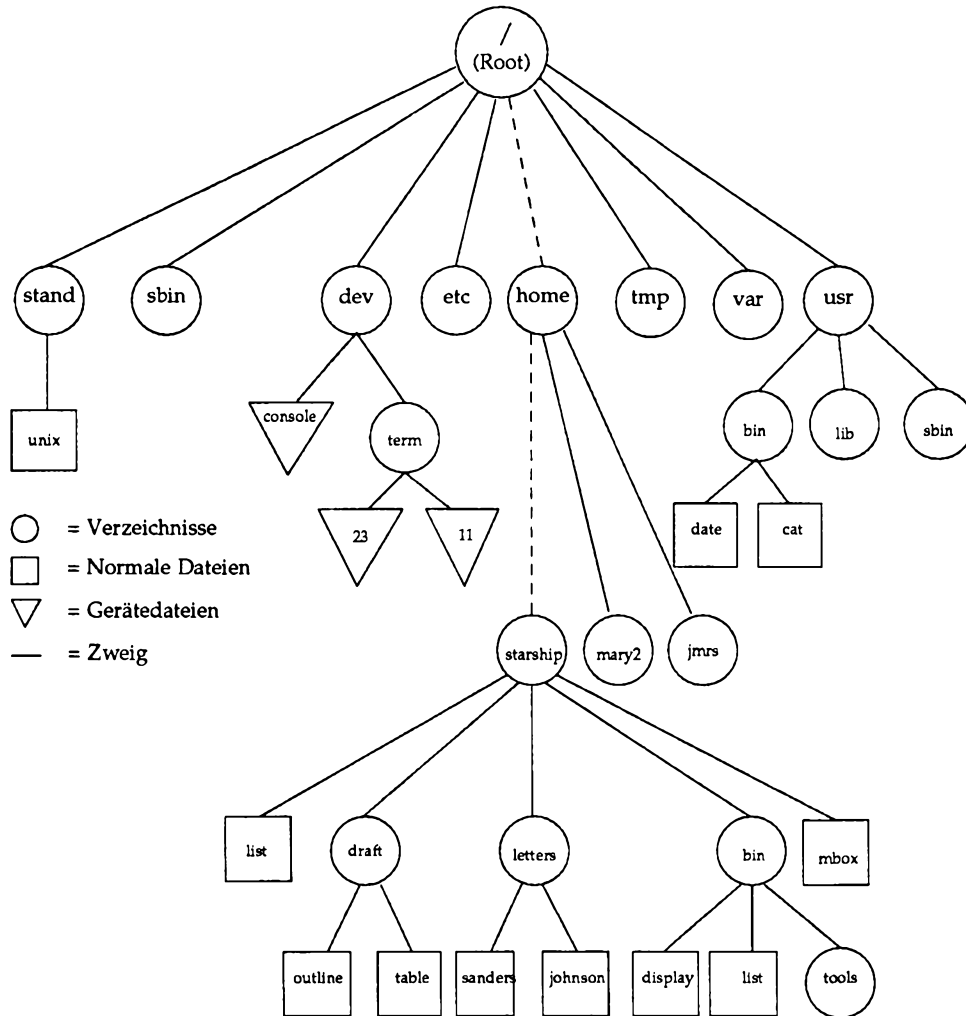 /
(Root)
stand
sbin
dev
etc
home
tmp
var
usr
unix
console
term
bin
lib
sbin
23
11
date
cat
= Verzeichnisse
= Normale Dateien
= Gerätedateien
= Zweig
starship
mary2
jmrs
list
draft
letters
bin
mbox
outline
table
sanders
johnson
display
list
tools